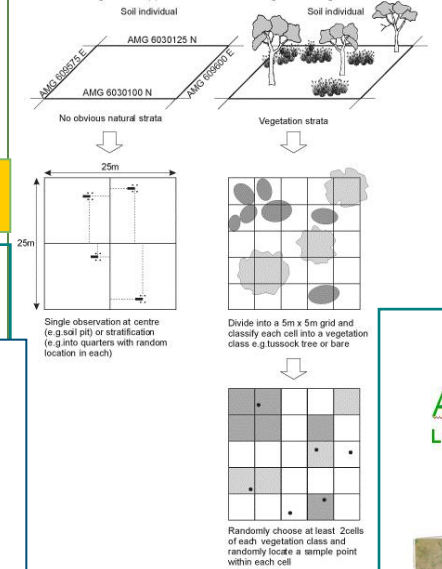 Soil individual
Soil individual
AMG 6030125 N
AMG 609575 E
AMG 609600 E
AMG 6030100 N
No obvious natural strata
Vegetation strata
25m
25m
Single observation at centre
(e.g.soil pit) or stratification
(e.g.into quarters with random
location in each)
Divide into a 5m x 5m grid and
classify each cell into a vegetation
class e.g.tussock tree or bare
Randomly choose at least 2cells
of each vegetation class and
randomly locate a sample point
within each cell
A
L